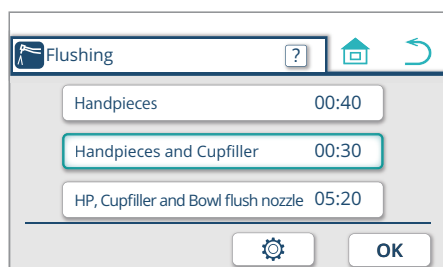 Flushing ?
Handpieces 00:40
Handpieces and Cupfiller 00:30
HP, Cupfiller and Bowl flush nozzle 05:20
OK